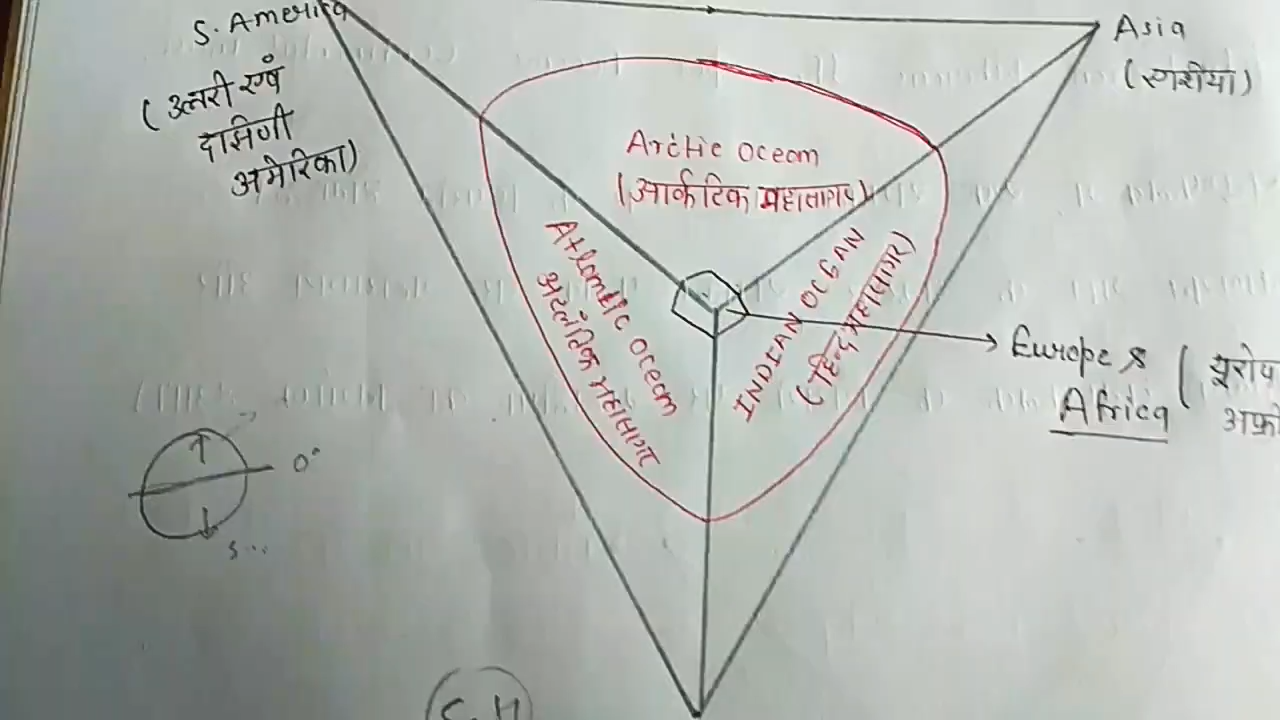 S. America
Asia
(उत्तरी एवं
दक्षिणी
अमेरिका)
(एशीया)
Arctic ocean
(आर्कटिक महासागर)
Atlantic ocean
अटलांटिक महासागर
INDIAN OCEAN
(हिन्द महासागर)
Europe &
Africa
(यूरोप
0°
S...
S.H